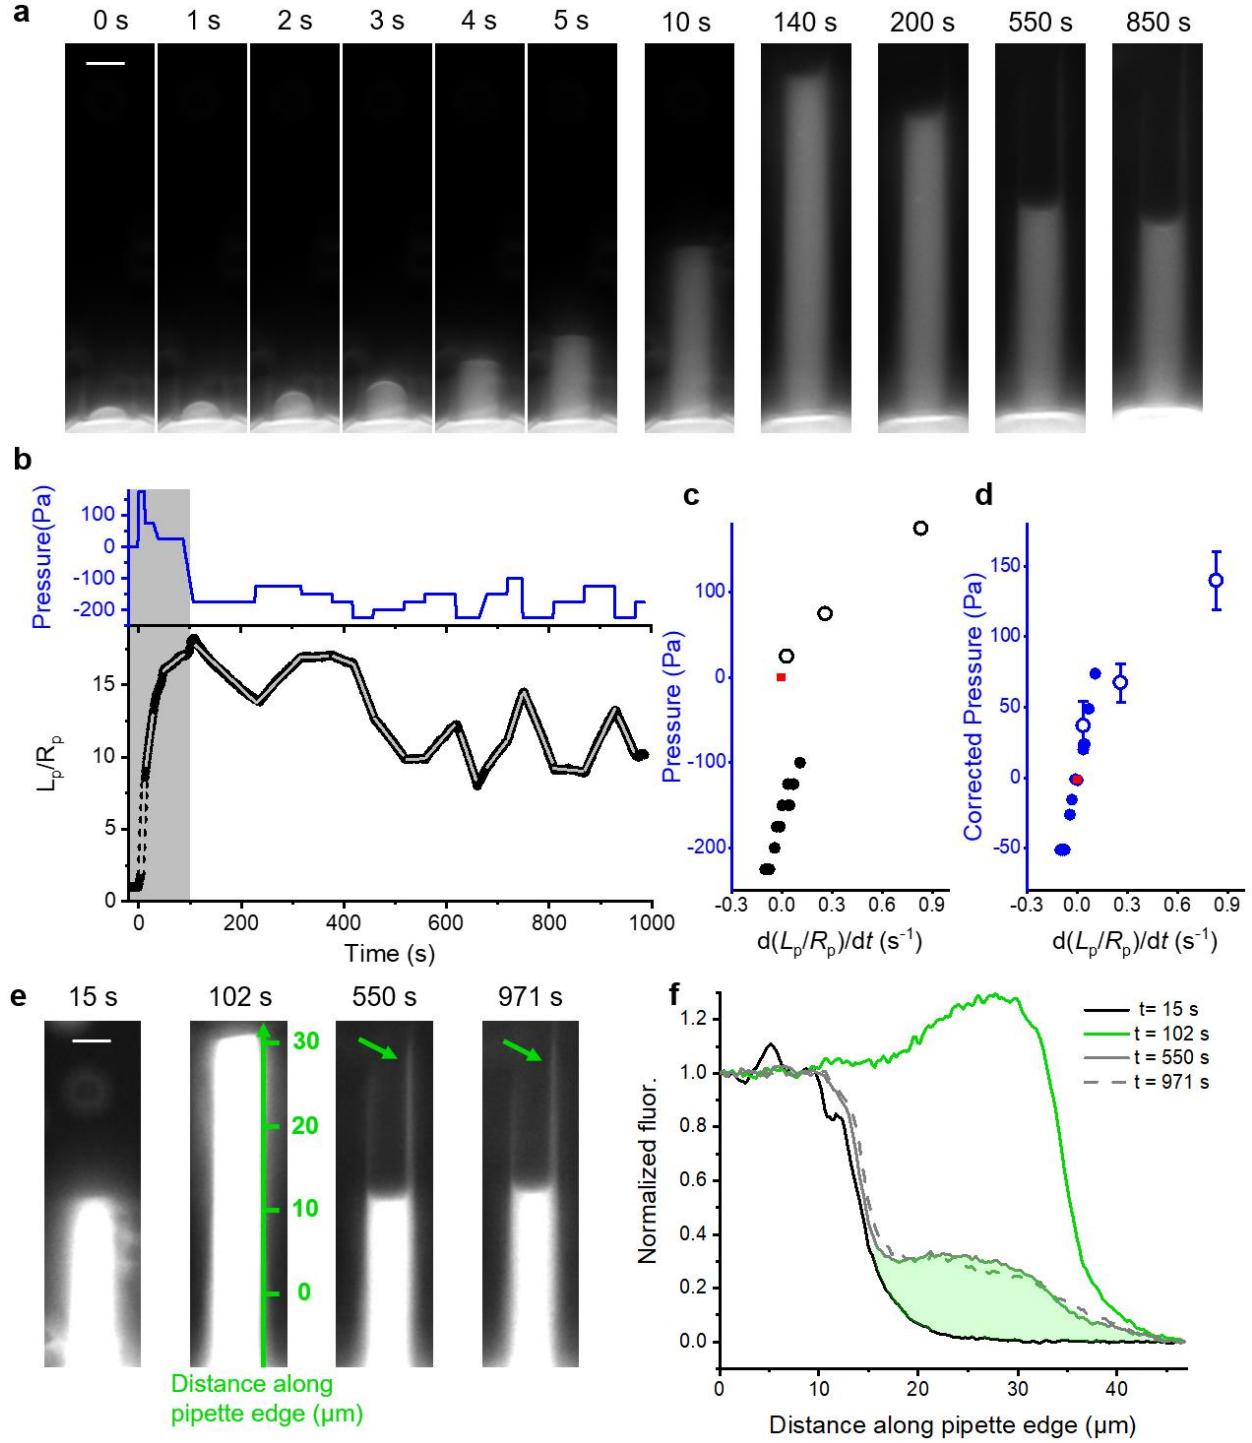 a
0 s 1 s 2 s 3 s 4 s 5 s 10 s 140 s 200 s 550 s 850 s
b
Pressure(Pa)
100
0
-100
-200
Lp/Rp
15
10
5
0
0 200 400 600 800 1000
Time (s)
c
Pressure (Pa)
100
0
-100
-200
-0.3 0.0 0.3 0.6 0.9
d(Lp/Rp)/dt (s⁻¹)
d
Corrected Pressure (Pa)
150
100
50
0
-50
-0.3 0.0 0.3 0.6 0.9
d(Lp/Rp)/dt (s⁻¹)
e
15 s 102 s 550 s 971 s
30
20
10
0
Distance along
pipette edge (μm)
f
Normalized fluor.
1.2
1.0
0.8
0.6
0.4
0.2
0.0
t= 15 s
t = 102 s
t = 550 s
t = 971 s
0 10 20 30 40
Distance along pipette edge (μm)